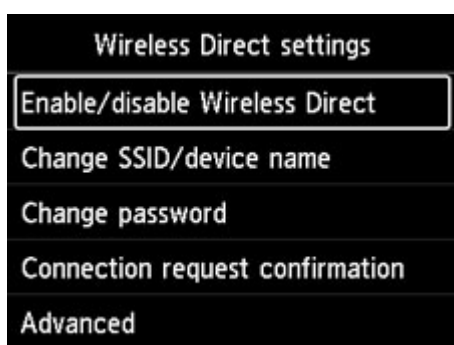 Wireless Direct settings
Enable/disable Wireless Direct
Change SSID/device name
Change password
Connection request confirmation
Advanced